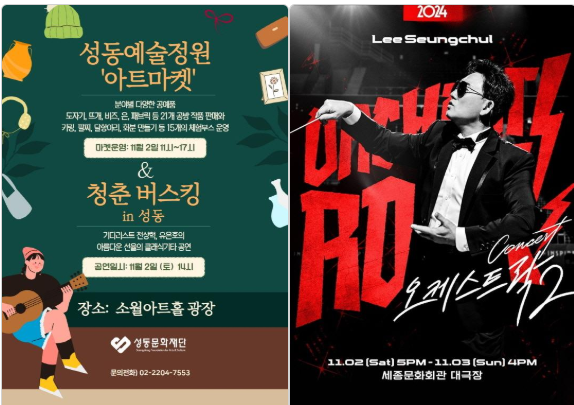 성동예술정원
'아트마켓'
분야별 다양한 공예품
도자기, 뜨개, 비즈, 은, 패브릭 등 21개 공방 작품 판매와
카빙, 팔찌, 달항아리, 화분 만들기 등 15개의 체험부스 운영
마켓운영: 11월 2일 11시~17시
&
청춘 버스킹
in 성동
기타리스트 전상혁, 유은호의
아름다운 선율의 클래식기타 공연
공연일시: 11월 2일 (토) 14시
장소: 소월아트홀 광장
성동문화재단
문의전화) 02-2204-7553
2024
Lee Seungchul
RO
Concert
오케스트락2
11.02 (Sat) 5PM - 11.03 (Sun) 4PM
세종문화회관 대극장